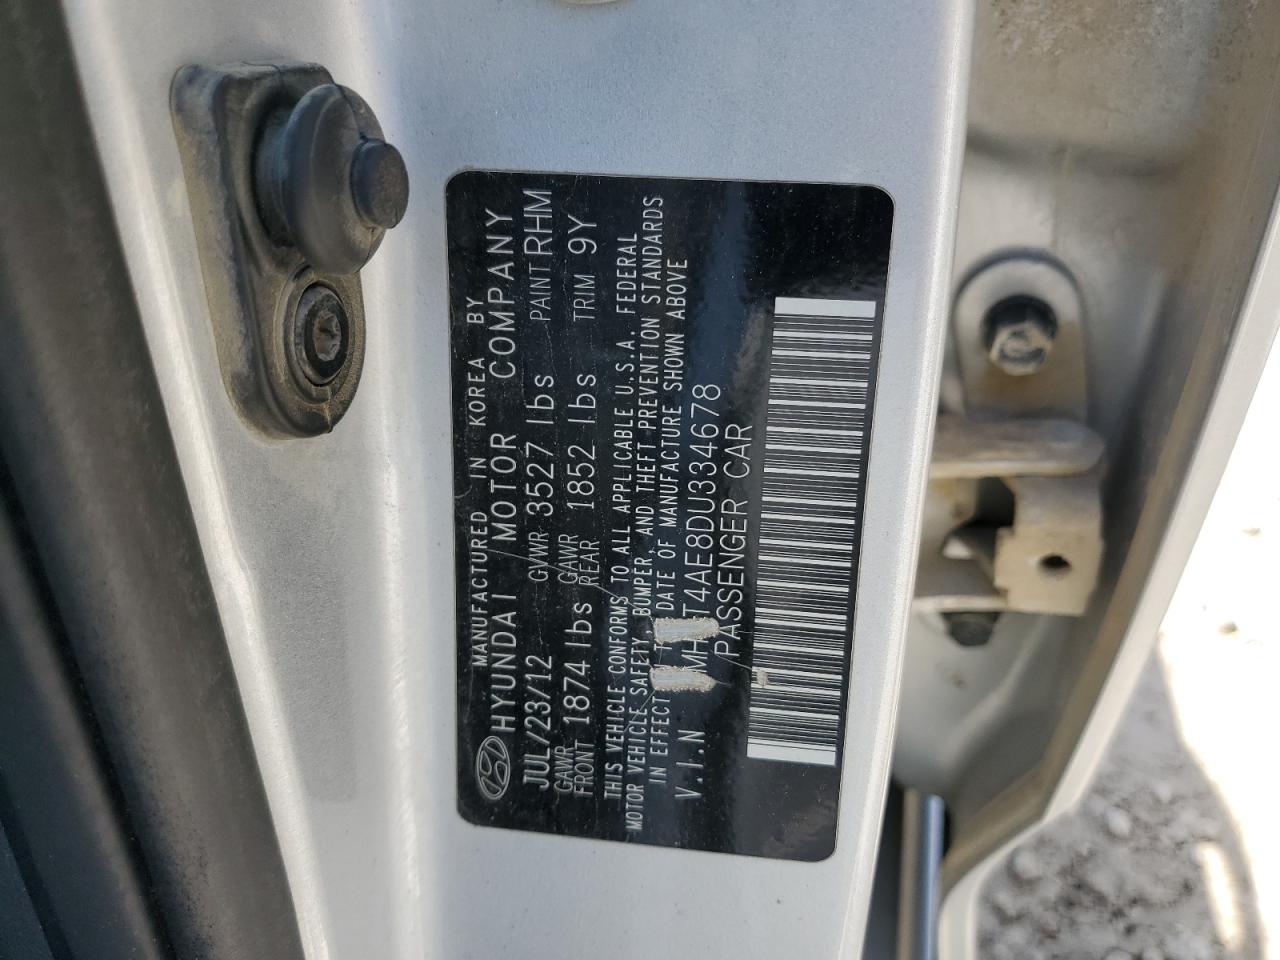 MANUFACTURED IN KOREA BY
HYUNDAI MOTOR COMPANY
JUL/23/12 GVWR 3527 lbs PAINT RHM
GAWR FRONT 1874 lbs GAWR REAR 1852 lbs TRIM 9Y
THIS VEHICLE CONFORMS TO ALL APPLICABLE U.S.A. FEDERAL
MOTOR VEHICLE SAFETY, BUMPER, AND THEFT PREVENTION STANDARDS
IN EFFECT DATE OF MANUFACTURE SHOWN ABOVE
V.I.N MH T4AE8DU334678
PASSENGER CAR